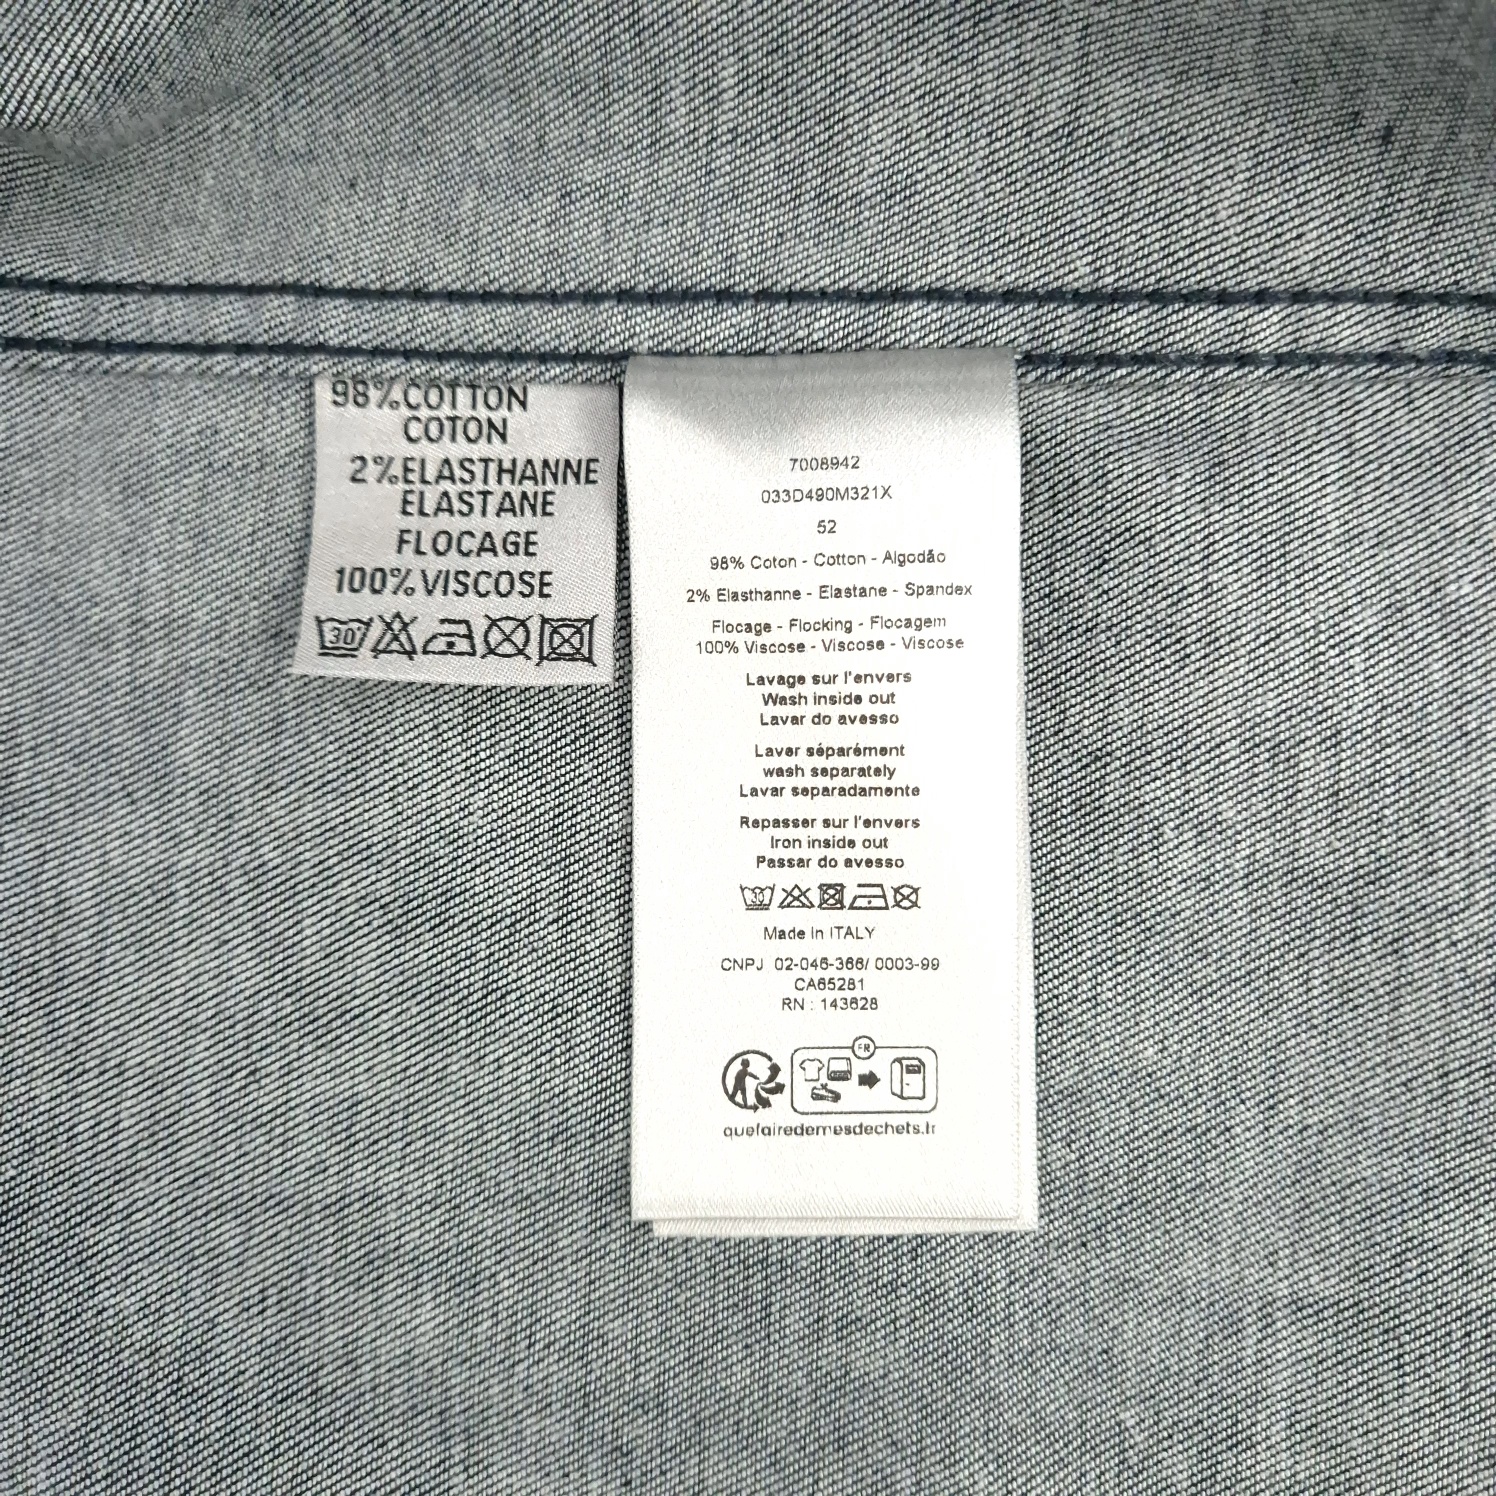 98% COTTON
COTON
2% ELASTHANNE
ELASTANE
FLOCAGE
100% VISCOSE
30°
7008942
033D490M321X
52
98% Coton - Cotton - Algodão
2% Elasthanne - Elastane - Spandex
Flocage - Flocking - Flocagem
100% Viscose - Viscose - Viscose
Lavage sur l'envers
Wash inside out
Lavar do avesso
Laver séparément
wash separately
Lavar separadamente
Repasser sur l'envers
Iron inside out
Passar do avesso
30
Made In ITALY
CNPJ 02-046-366/ 0003-99
CA65281
RN : 143628
FR
quefairedemesdechets.fr